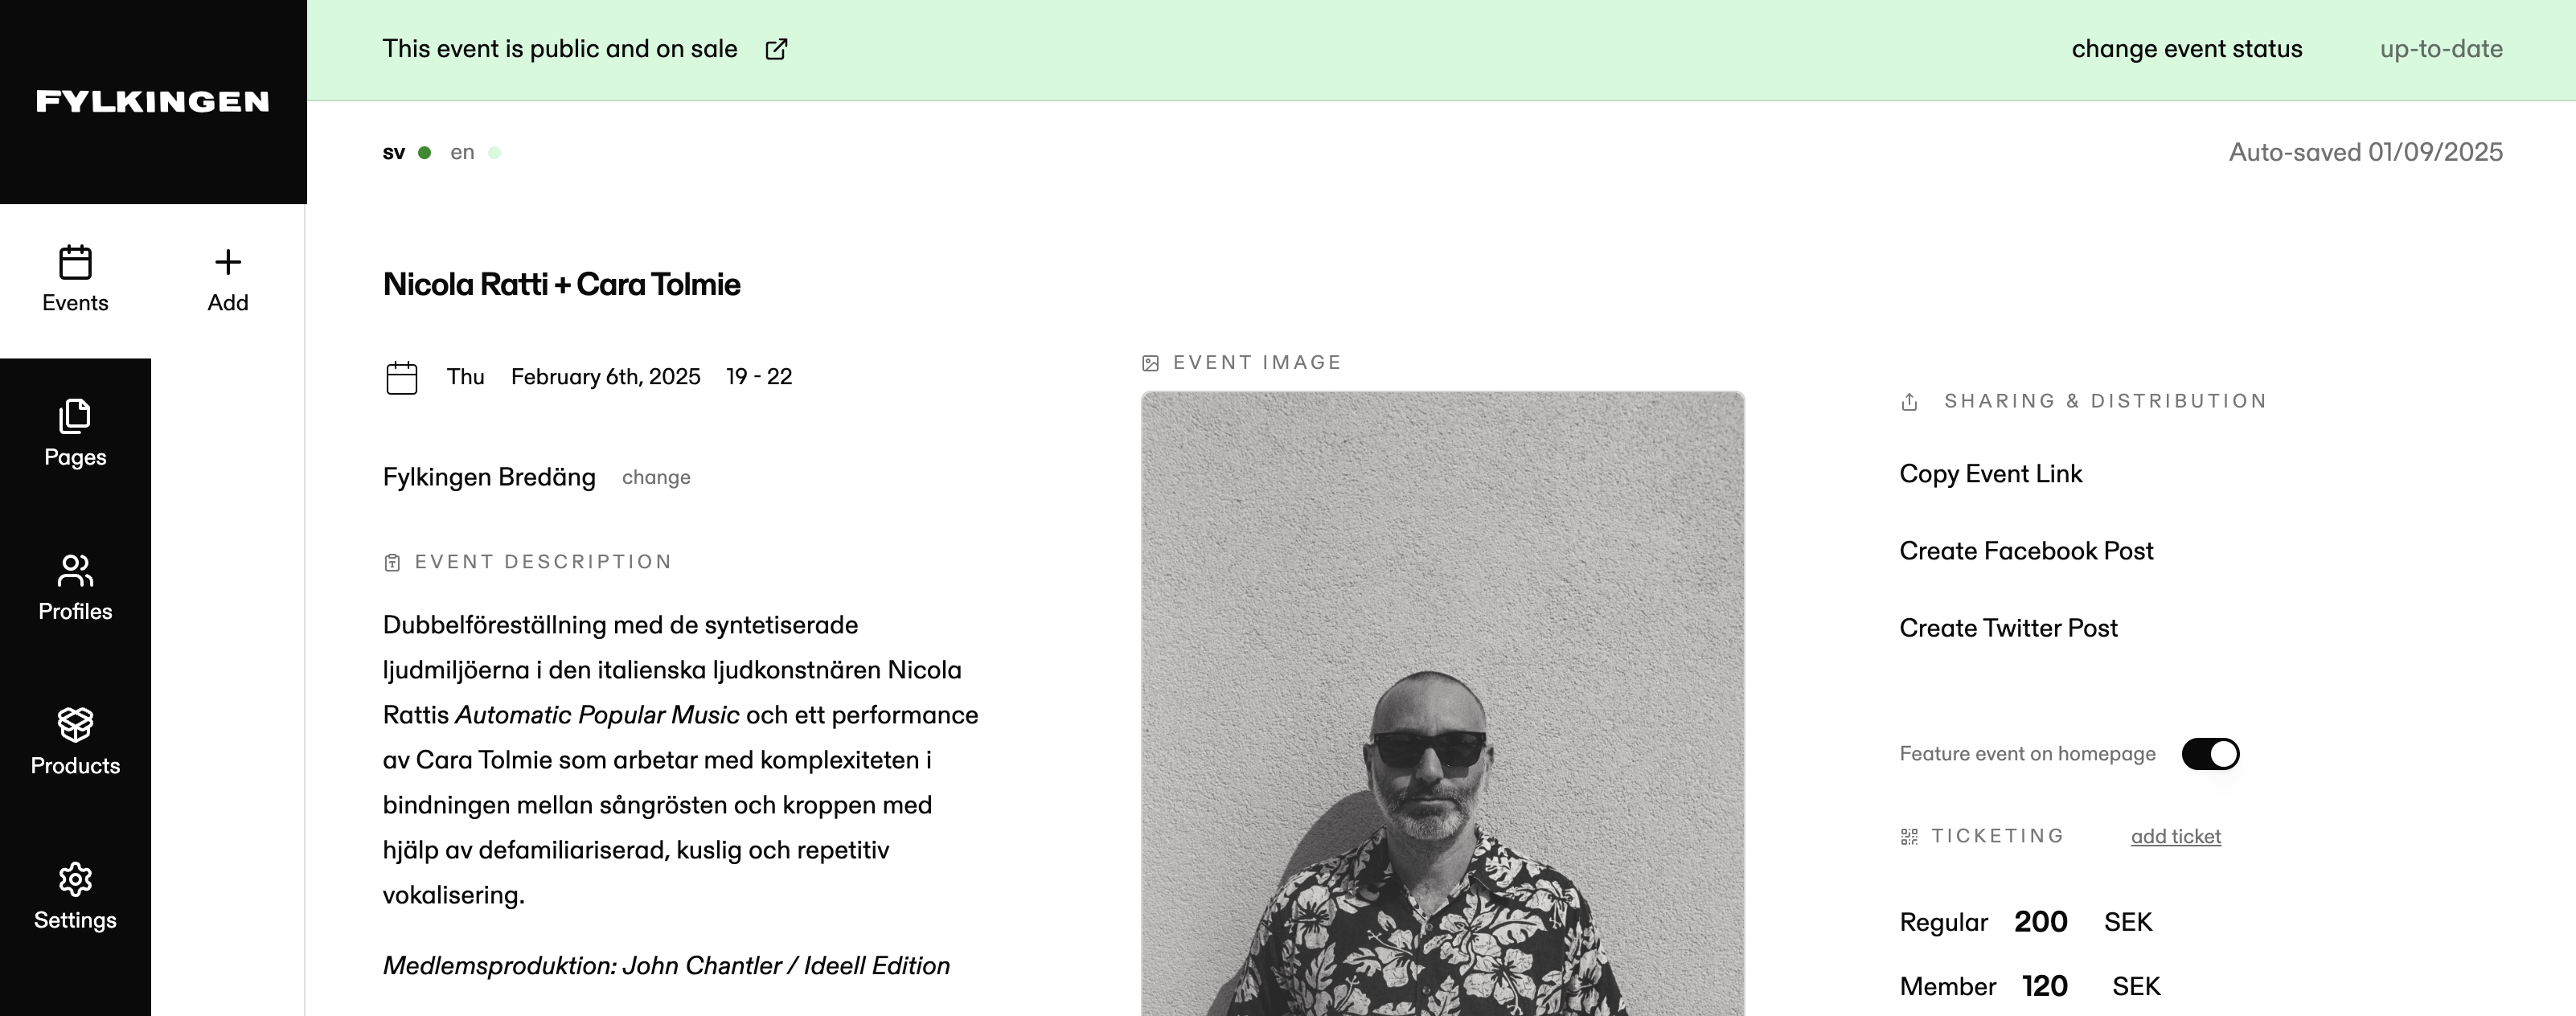 FYLKINGEN
This event is public and on sale
change event status
up-to-date
sv
en
Auto-saved 01/09/2025
Events
Add
Pages
Profiles
Products
Settings
Nicola Ratti + Cara Tolmie
Thu February 6th, 2025 19 - 22
Fylkingen Bredäng change
EVENT DESCRIPTION
Dubbelföreställning med de syntetiserade
ljudmiljöerna i den italienska ljudkonstnären Nicola
Rattis Automatic Popular Music och ett performance
av Cara Tolmie som arbetar med komplexiteten i
bindningen mellan sångrösten och kroppen med
hjälp av defamiliariserad, kuslig och repetitiv
vokalisering.
Medlemsproduktion: John Chantler / Ideell Edition
EVENT IMAGE
SHARING & DISTRIBUTION
Copy Event Link
Create Facebook Post
Create Twitter Post
Feature event on homepage
TICKETING add ticket
Regular 200 SEK
Member 120 SEK